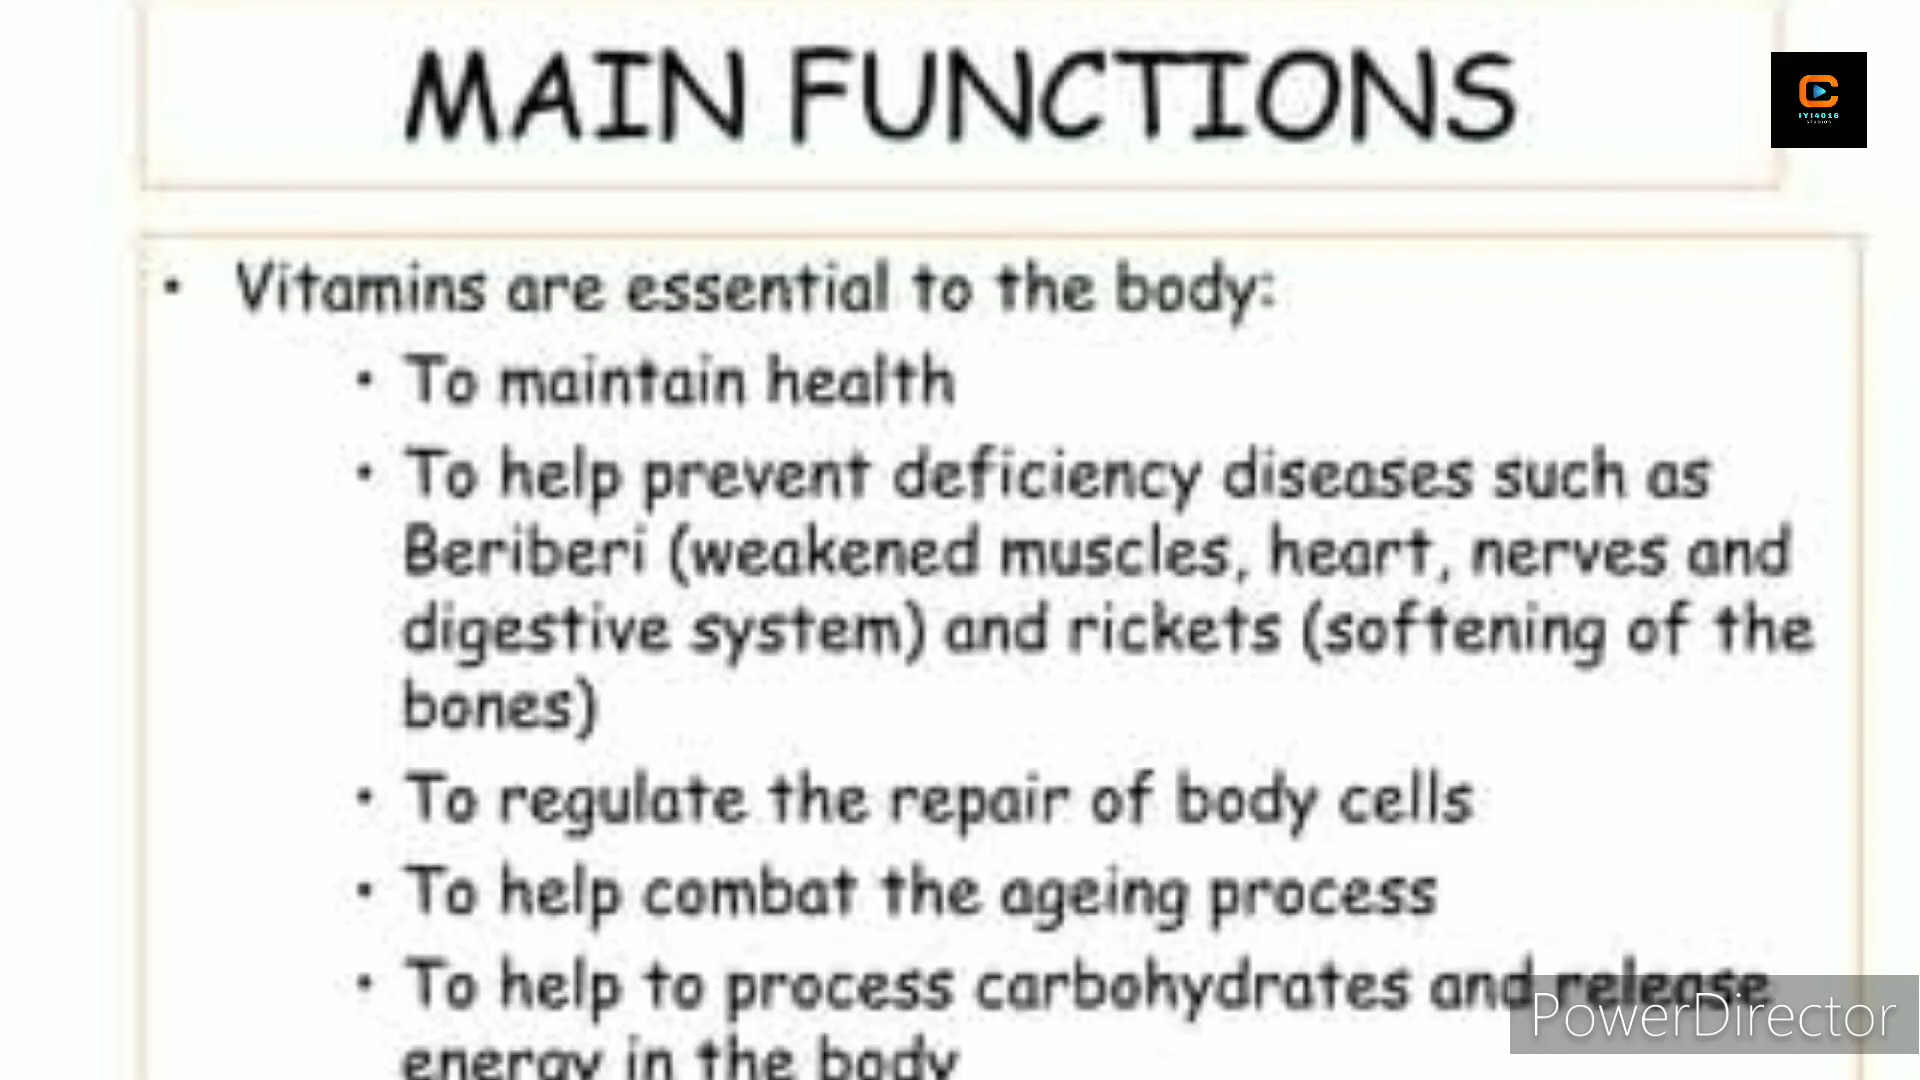 MAIN FUNCTIONS
IYI4016
STUDIOS
• Vitamins are essential to the body:
• To maintain health
• To help prevent deficiency diseases such as
Beriberi (weakened muscles, heart, nerves and
digestive system) and rickets (softening of the
bones)
• To regulate the repair of body cells
• To help combat the ageing process
• To help to process carbohydrates and release
energy in the body
PowerDirector